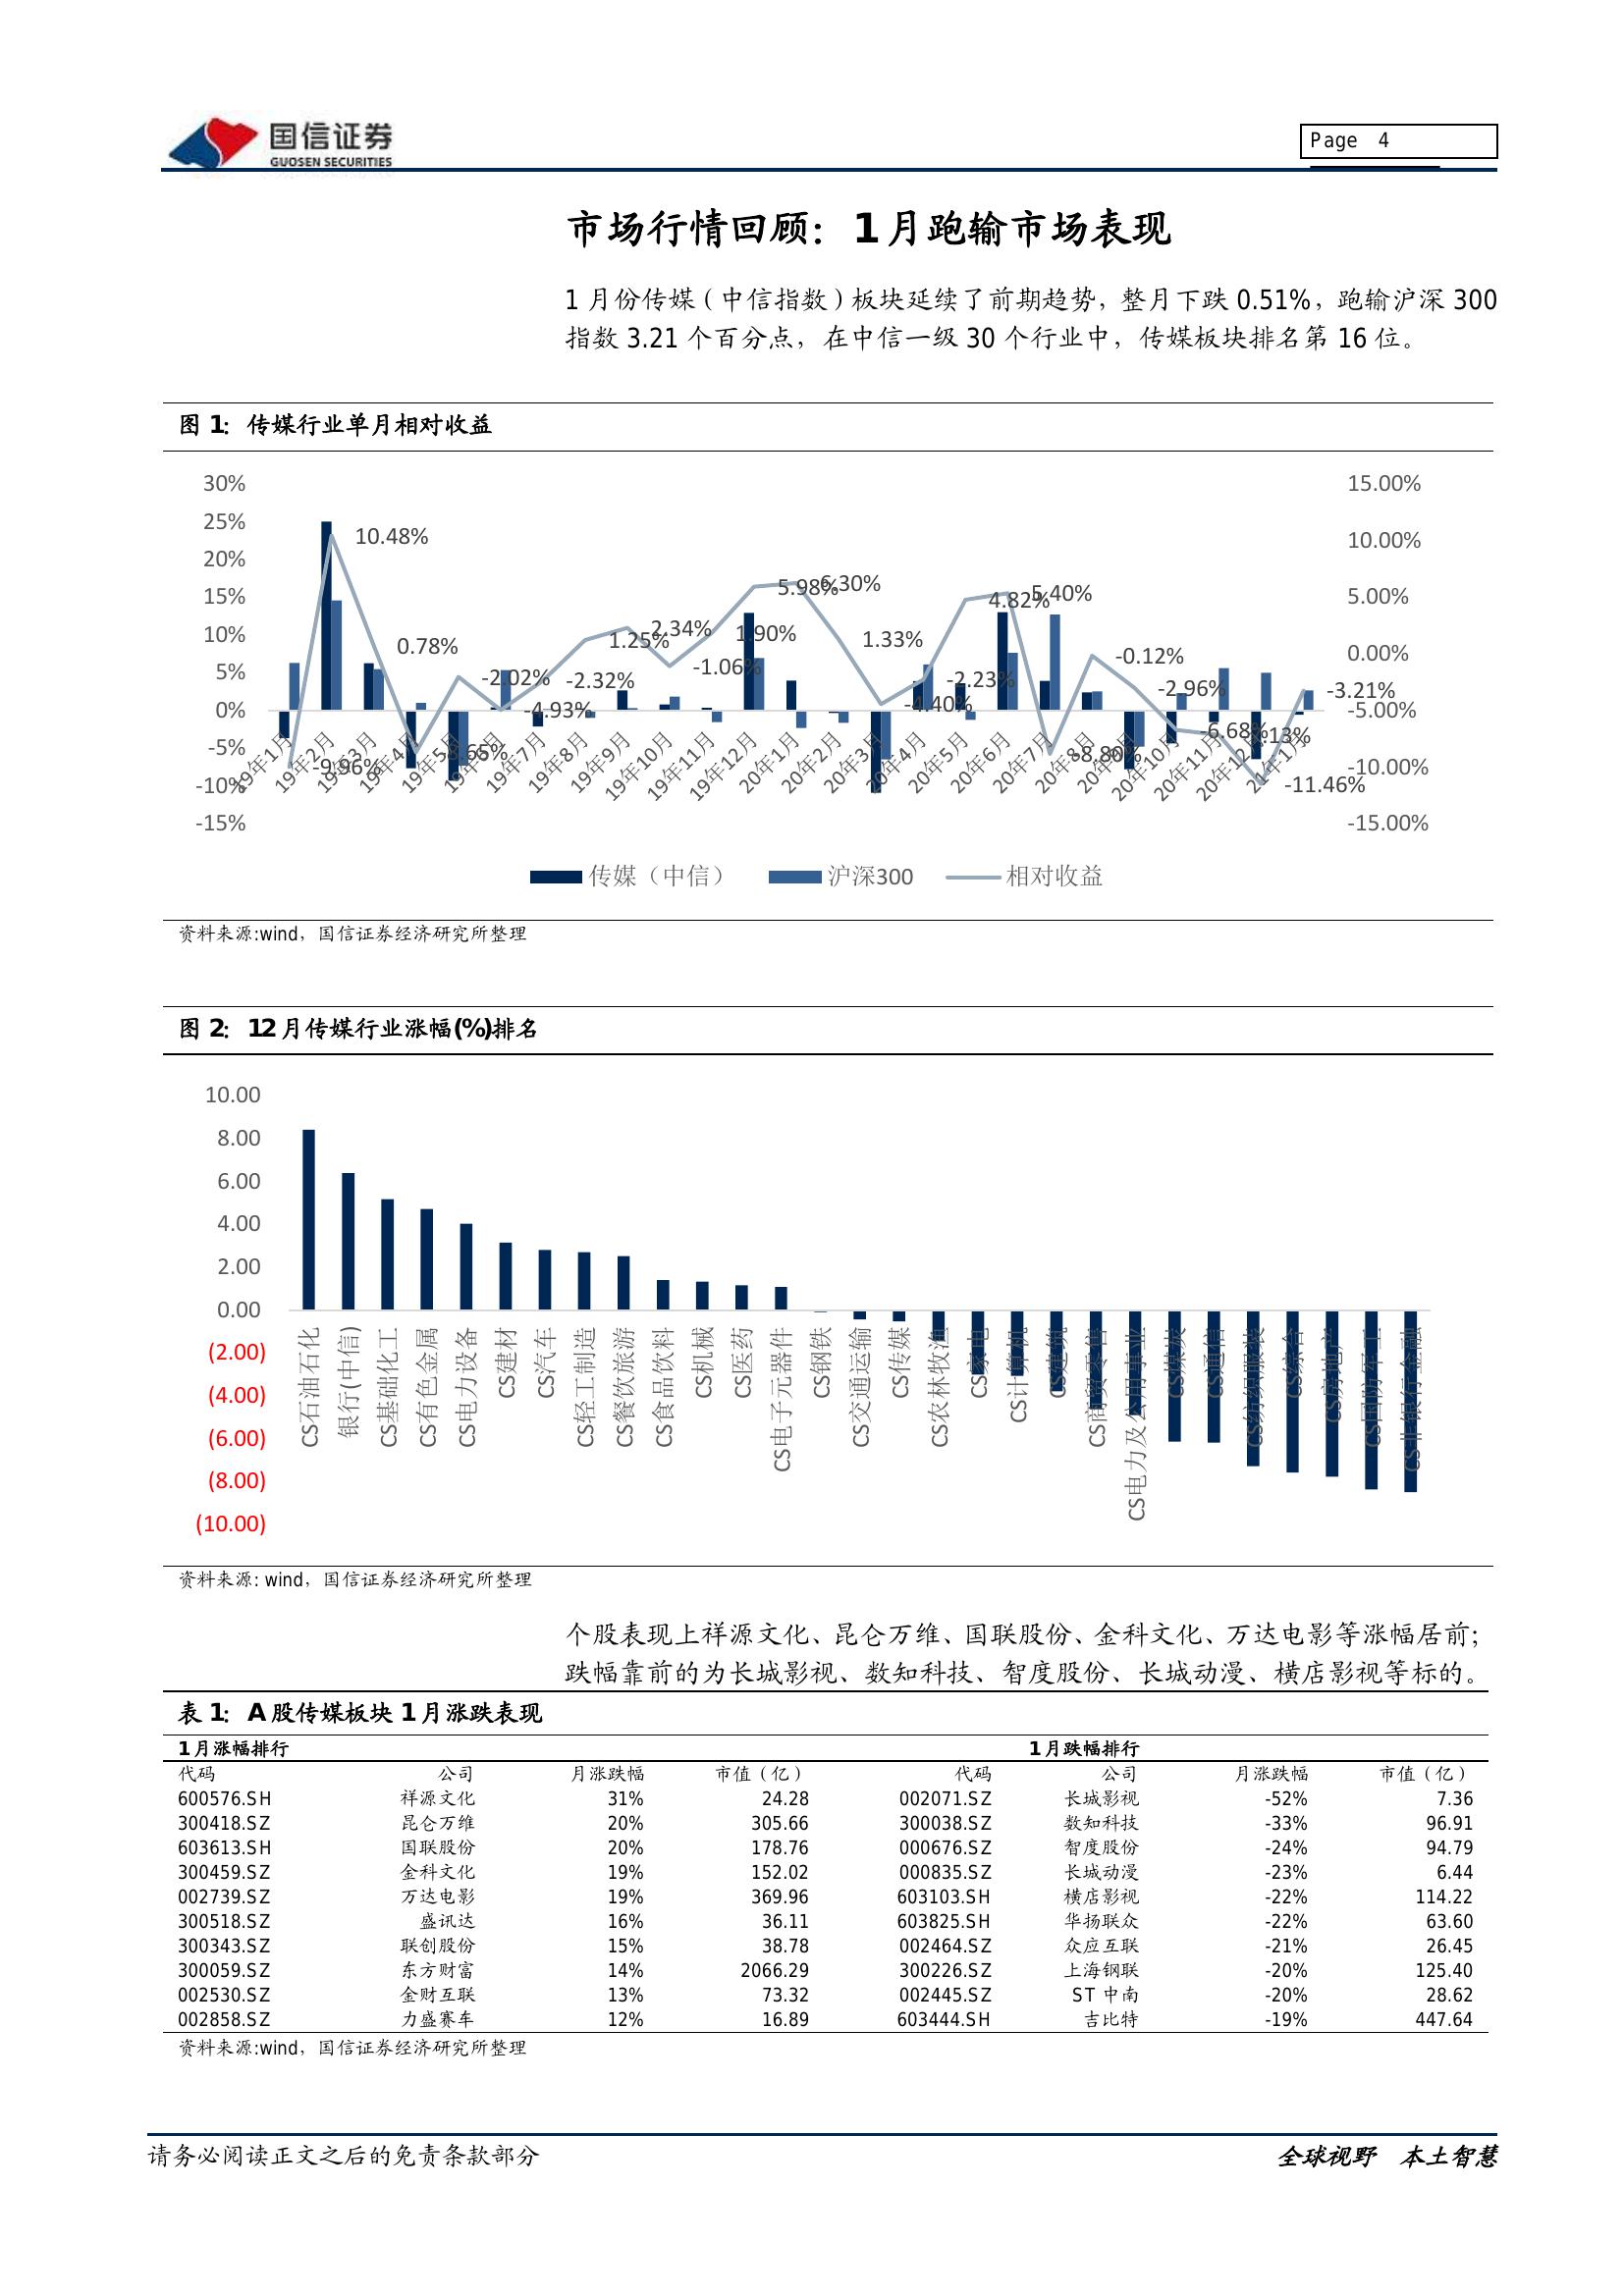 国信证券
GUOSEN SECURITIES
Page 4
市场行情回顾：1 月跑输市场表现
1 月份传媒（中信指数）板块延续了前期趋势，整月下跌 0.51%，跑输沪深 300
指数 3.21 个百分点，在中信一级 30 个行业中，传媒板块排名第 16 位。
图 1：传媒行业单月相对收益
30%
25%
20%
15%
10%
5%
0%
-5%
-10%
-15%
15.00%
10.00%
5.00%
0.00%
-5.00%
-10.00%
-15.00%
-9.96%
10.48%
0.78%
-2.02%
-4.93%
-2.32%
1.25%
2.34%
-1.06%
1.90%
5.98%
6.30%
1.33%
-4.40%
-2.23%
4.82%
5.40%
-8.80%
-0.12%
-2.96%
-6.68%
-11.46%
-3.21%
19年1月
19年2月
19年3月
19年4月
19年5月
19年6月
19年7月
19年8月
19年9月
19年10月
19年11月
19年12月
20年1月
20年2月
20年3月
20年4月
20年5月
20年6月
20年7月
20年8月
20年9月
20年10月
20年11月
20年12月
21年1月
传媒（中信） 沪深300 相对收益
资料来源:wind，国信证券经济研究所整理
图 2：12 月传媒行业涨幅(%)排名
10.00
8.00
6.00
4.00
2.00
0.00
(2.00)
(4.00)
(6.00)
(8.00)
(10.00)
CS石油石化
银行(中信)
CS基础化工
CS有色金属
CS电力设备
CS建材
CS汽车
CS轻工制造
CS餐饮旅游
CS食品饮料
CS机械
CS医药
CS电子元器件
CS钢铁
CS交通运输
CS传媒
CS农林牧渔
CS家电
CS计算机
CS建筑
CS商贸零售
CS电力及公用事业
CS煤炭
CS通信
CS纺织服装
CS综合
CS房地产
CS国防军工
CS非银行金融
资料来源: wind，国信证券经济研究所整理
个股表现上祥源文化、昆仑万维、国联股份、金科文化、万达电影等涨幅居前；
跌幅靠前的为长城影视、数知科技、智度股份、长城动漫、横店影视等标的。
表 1：A 股传媒板块 1 月涨跌表现
1 月涨幅排行 1 月跌幅排行
代码 公司 月涨跌幅 市值（亿） 代码 公司 月涨跌幅 市值（亿）
600576.SH 祥源文化 31% 24.28 002071.SZ 长城影视 -52% 7.36
300418.SZ 昆仑万维 20% 305.66 300038.SZ 数知科技 -33% 96.91
603613.SH 国联股份 20% 178.76 000676.SZ 智度股份 -24% 94.79
300459.SZ 金科文化 19% 152.02 000835.SZ 长城动漫 -23% 6.44
002739.SZ 万达电影 19% 369.96 603103.SH 横店影视 -22% 114.22
300518.SZ 盛讯达 16% 36.11 603825.SH 华扬联众 -22% 63.60
300343.SZ 联创股份 15% 38.78 002464.SZ 众应互联 -21% 26.45
300059.SZ 东方财富 14% 2066.29 300226.SZ 上海钢联 -20% 125.40
002530.SZ 金财互联 13% 73.32 002445.SZ ST 中南 -20% 28.62
002858.SZ 力盛赛车 12% 16.89 603444.SH 吉比特 -19% 447.64
资料来源:wind，国信证券经济研究所整理
请务必阅读正文之后的免责条款部分
全球视野 本土智慧